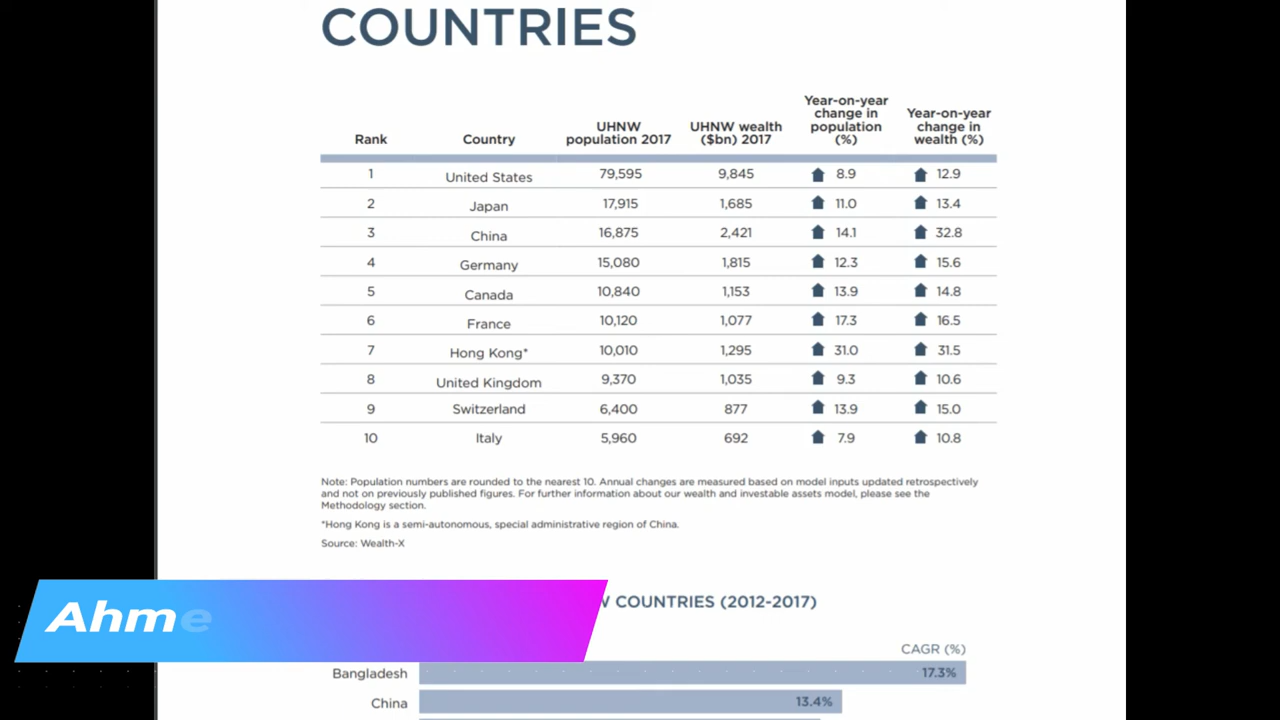 COUNTRIES
Rank Country UHNW population 2017 UHNW wealth ($bn) 2017 Year-on-year change in population (%) Year-on-year change in wealth (%)
1 United States 79,595 9,845 8.9 12.9
2 Japan 17,915 1,685 11.0 13.4
3 China 16,875 2,421 14.1 32.8
4 Germany 15,080 1,815 12.3 15.6
5 Canada 10,840 1,153 13.9 14.8
6 France 10,120 1,077 17.3 16.5
7 Hong Kong* 10,010 1,295 31.0 31.5
8 United Kingdom 9,370 1,035 9.3 10.6
9 Switzerland 6,400 877 13.9 15.0
10 Italy 5,960 692 7.9 10.8
Note: Population numbers are rounded to the nearest 10. Annual changes are measured based on model inputs updated retrospectively
and not on previously published figures. For further information about our wealth and investable assets model, please see the
Methodology section.
*Hong Kong is a semi-autonomous, special administrative region of China.
Source: Wealth-X
COUNTRIES (2012-2017)
Ahme
CAGR (%)
Bangladesh 17.3%
China 13.4%